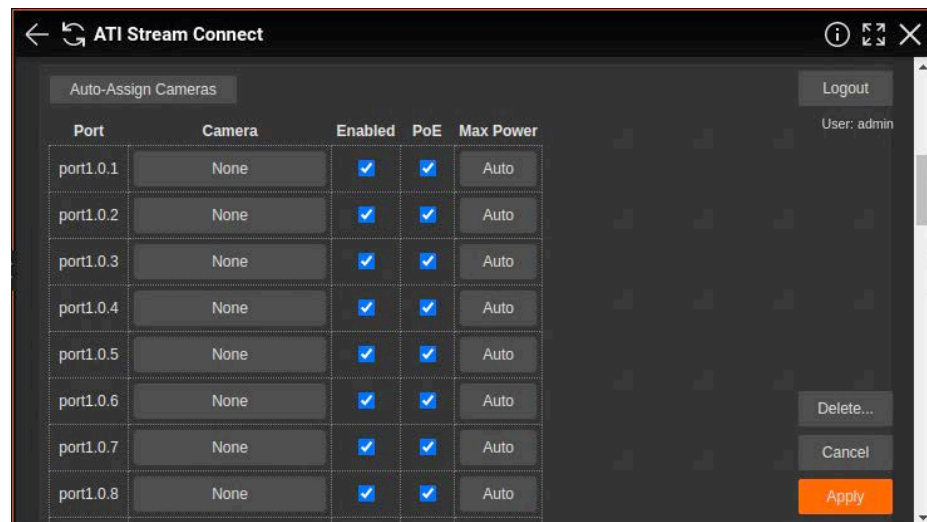 ATI Stream Connect
Auto-Assign Cameras
Logout
User: admin
Port Camera Enabled PoE Max Power
port1.0.1 None Auto
port1.0.2 None Auto
port1.0.3 None Auto
port1.0.4 None Auto
port1.0.5 None Auto
port1.0.6 None Auto
Delete...
port1.0.7 None Auto
Cancel
port1.0.8 None Auto
Apply